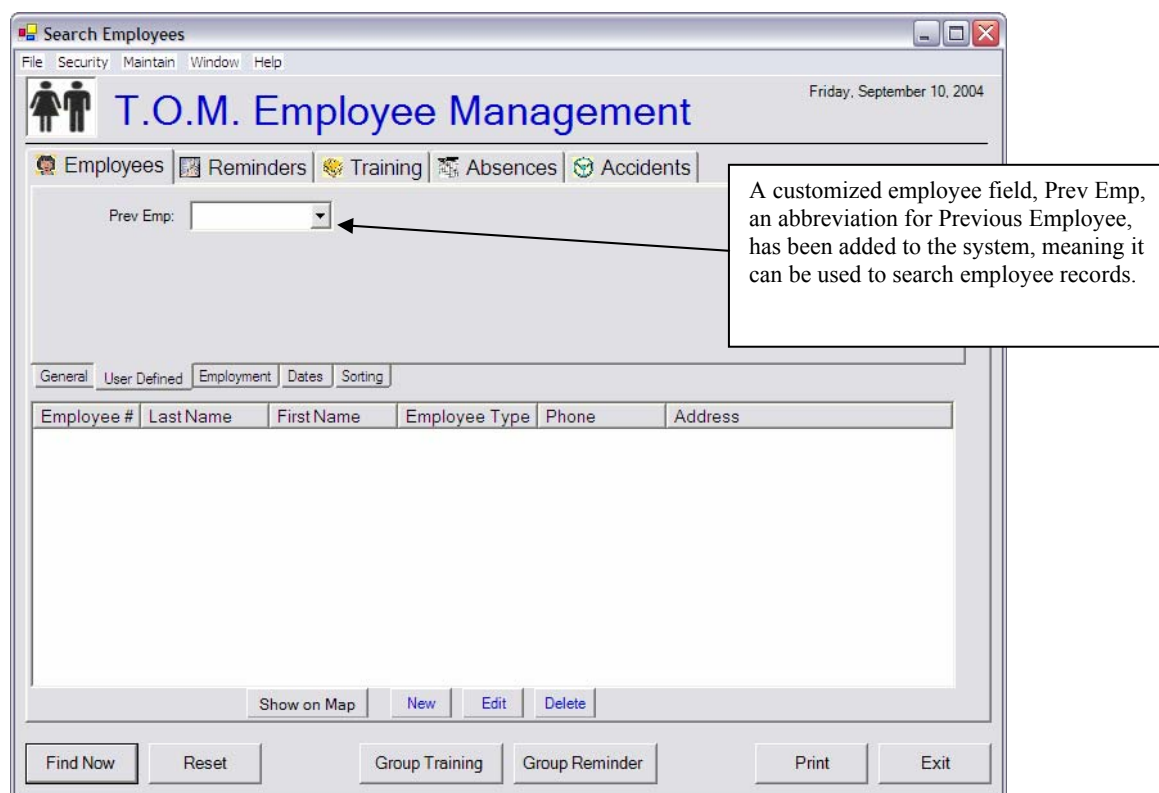 Search Employees
File Security Maintain Window Help
T.O.M. Employee Management
Friday, September 10, 2004
Employees Reminders Training Absences Accidents
Prev Emp:
A customized employee field, Prev Emp,
an abbreviation for Previous Employee,
has been added to the system, meaning it
can be used to search employee records.
General User Defined Employment Dates Sorting
Employee # Last Name First Name Employee Type Phone Address
Show on Map New Edit Delete
Find Now Reset Group Training Group Reminder Print Exit